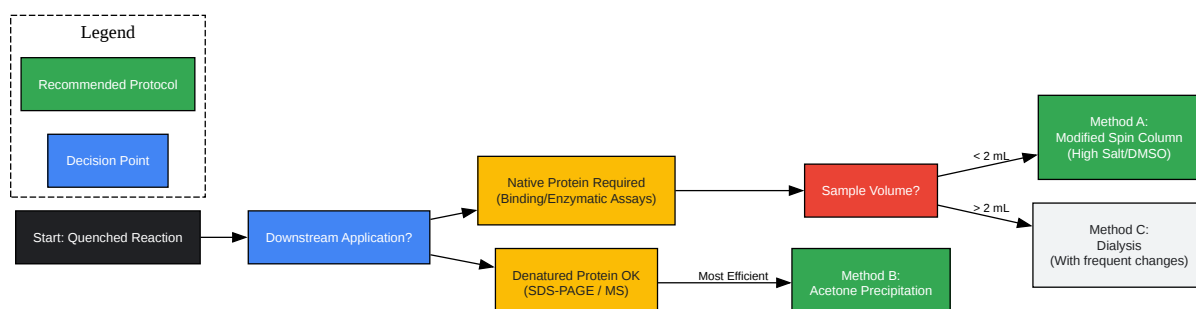 Legend
Recommended Protocol
Decision Point
Start: Quenched Reaction
Downstream Application?
Native Protein Required
(Binding/Enzymatic Assays)
Denatured Protein OK
(SDS-PAGE / MS)
Most Efficient
Method B:
Acetone Precipitation
Sample Volume?
< 2 mL
Method A:
Modified Spin Column
(High Salt/DMSO)
> 2 mL
Method C:
Dialysis
(With frequent changes)